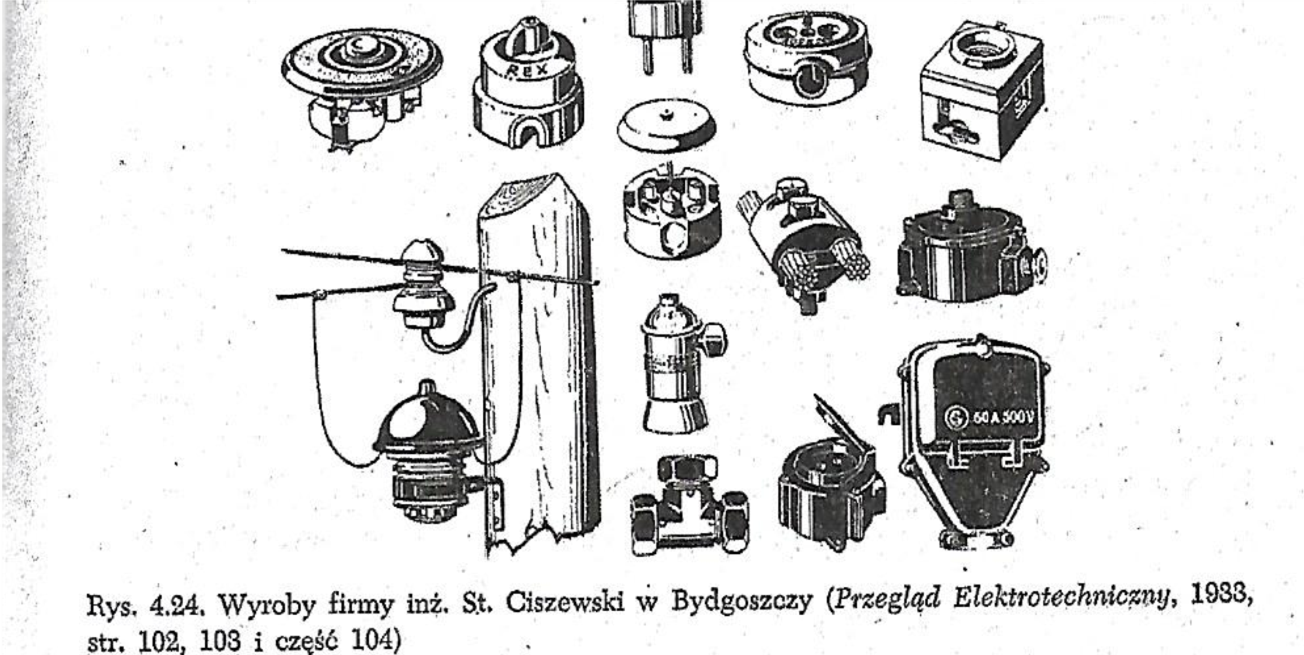 REX
60 A 500 V
Rys. 4.24. Wyroby firmy inż. St. Ciszewski w Bydgoszczy (Przegląd Elektrotechniczny, 1933,
str. 102, 103 i część 104)